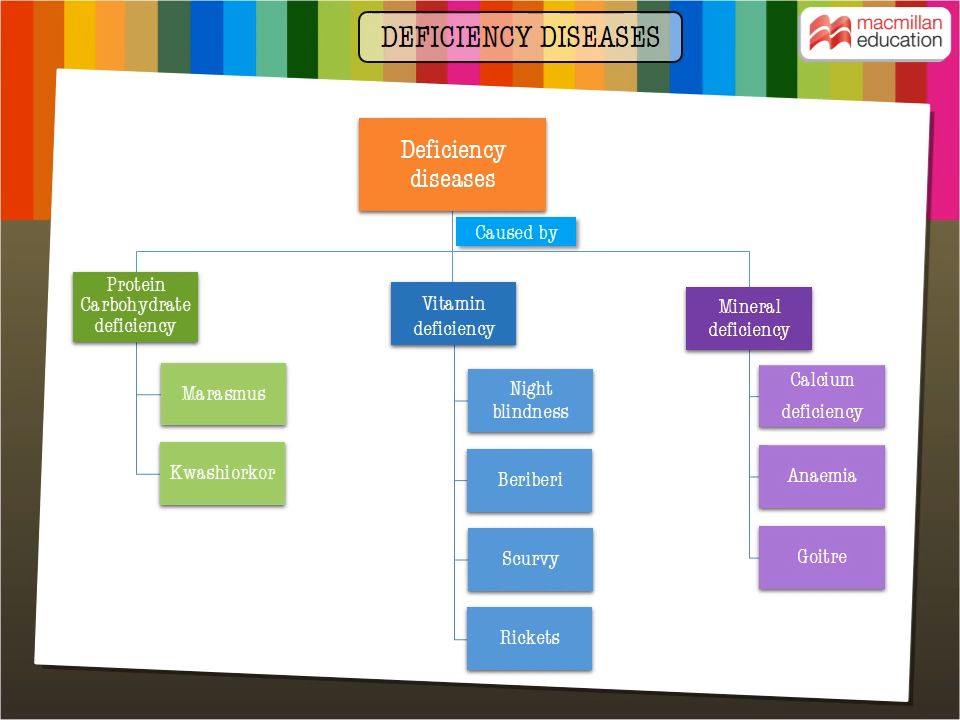 DEFICIENCY DISEASES
macmillan
education
Deficiency
diseases
Caused by
Protein
Carbohydrate
deficiency
Marasmus
Kwashiorkor
Vitamin
deficiency
Night
blindness
Beriberi
Scurvy
Rickets
Mineral
deficiency
Calcium
deficiency
Anaemia
Goitre